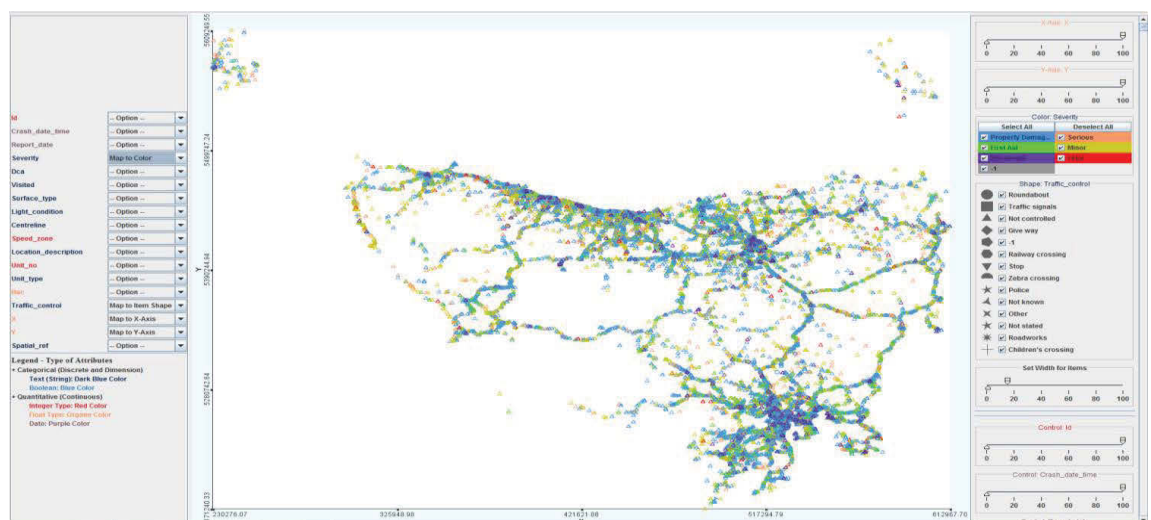 Id -- Option --
Crash_date_time -- Option --
Report_date -- Option --
Severity Map to Color
Dca -- Option --
Visited -- Option --
Surface_type -- Option --
Light_condition -- Option --
Centreline -- Option --
Speed_zone -- Option --
Location_description -- Option --
Unit_no -- Option --
Unit_type -- Option --
-- Option --
Traffic_control Map to Item Shape
X Map to X-Axis
Y Map to Y-Axis
Spatial_ref -- Option --
Legend - Type of Attributes
+ Categorical (Discrete and Dimension)
Text (String): Dark Blue Color
Boolean: Blue Color
+ Quantitative (Continuous)
Integer Type: Red Color
Float Type: Orange Color
Date: Purple Color
Y
230276.07 325948.98 421621.88 517294.79
X-Axis: X
0 20 40 60 80 100
Y-Axis: Y
0 20 40 60 80 100
Color: Severity
Select All Deselect All
Property Damag... Serious
First Aid Minor
-1
Shape: Traffic_control
Roundabout
Traffic signals
Not controlled
Give way
-1
Railway crossing
Stop
Zebra crossing
Police
Not known
Other
Not stated
Roadworks
Children's crossing
Set Width for Items
0 20 40 60 80 100
Control: Id
0 20 40 60 80 100
Control: Crash_date_time
0 20 40 60 80 100